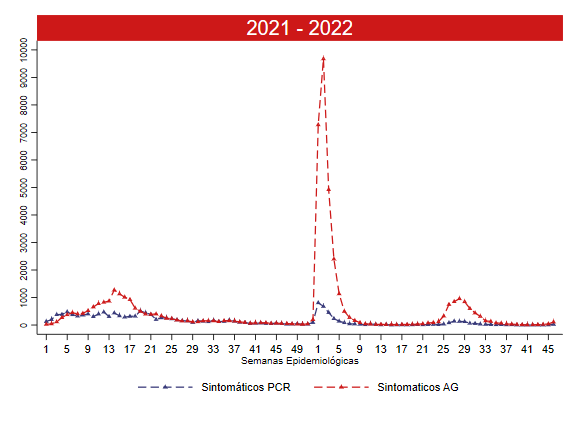 2021 - 2022
10000
9000
8000
7000
6000
5000
4000
3000
2000
1000
0
1 5 9 13 17 21 25 29 33 37 41 45 49 1 5 9 13 17 21 25 29 33 37 41 45
Semanas Epidemiológicas
Sintomáticos PCR Sintomaticos AG